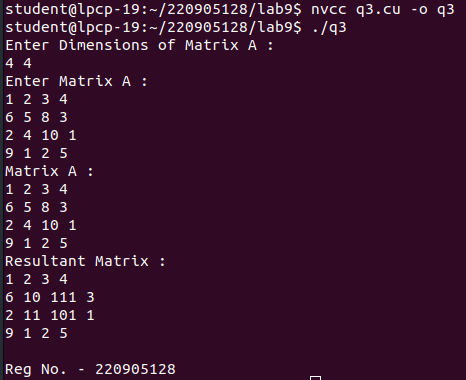 student@lpcp-19:~/220905128/lab9$ nvcc q3.cu -o q3
student@lpcp-19:~/220905128/lab9$ ./q3
Enter Dimensions of Matrix A :
4 4
Enter Matrix A :
1 2 3 4
6 5 8 3
2 4 10 1
9 1 2 5
Matrix A :
1 2 3 4
6 5 8 3
2 4 10 1
9 1 2 5
Resultant Matrix :
1 2 3 4
6 10 111 3
2 11 101 1
9 1 2 5
Reg No. - 220905128